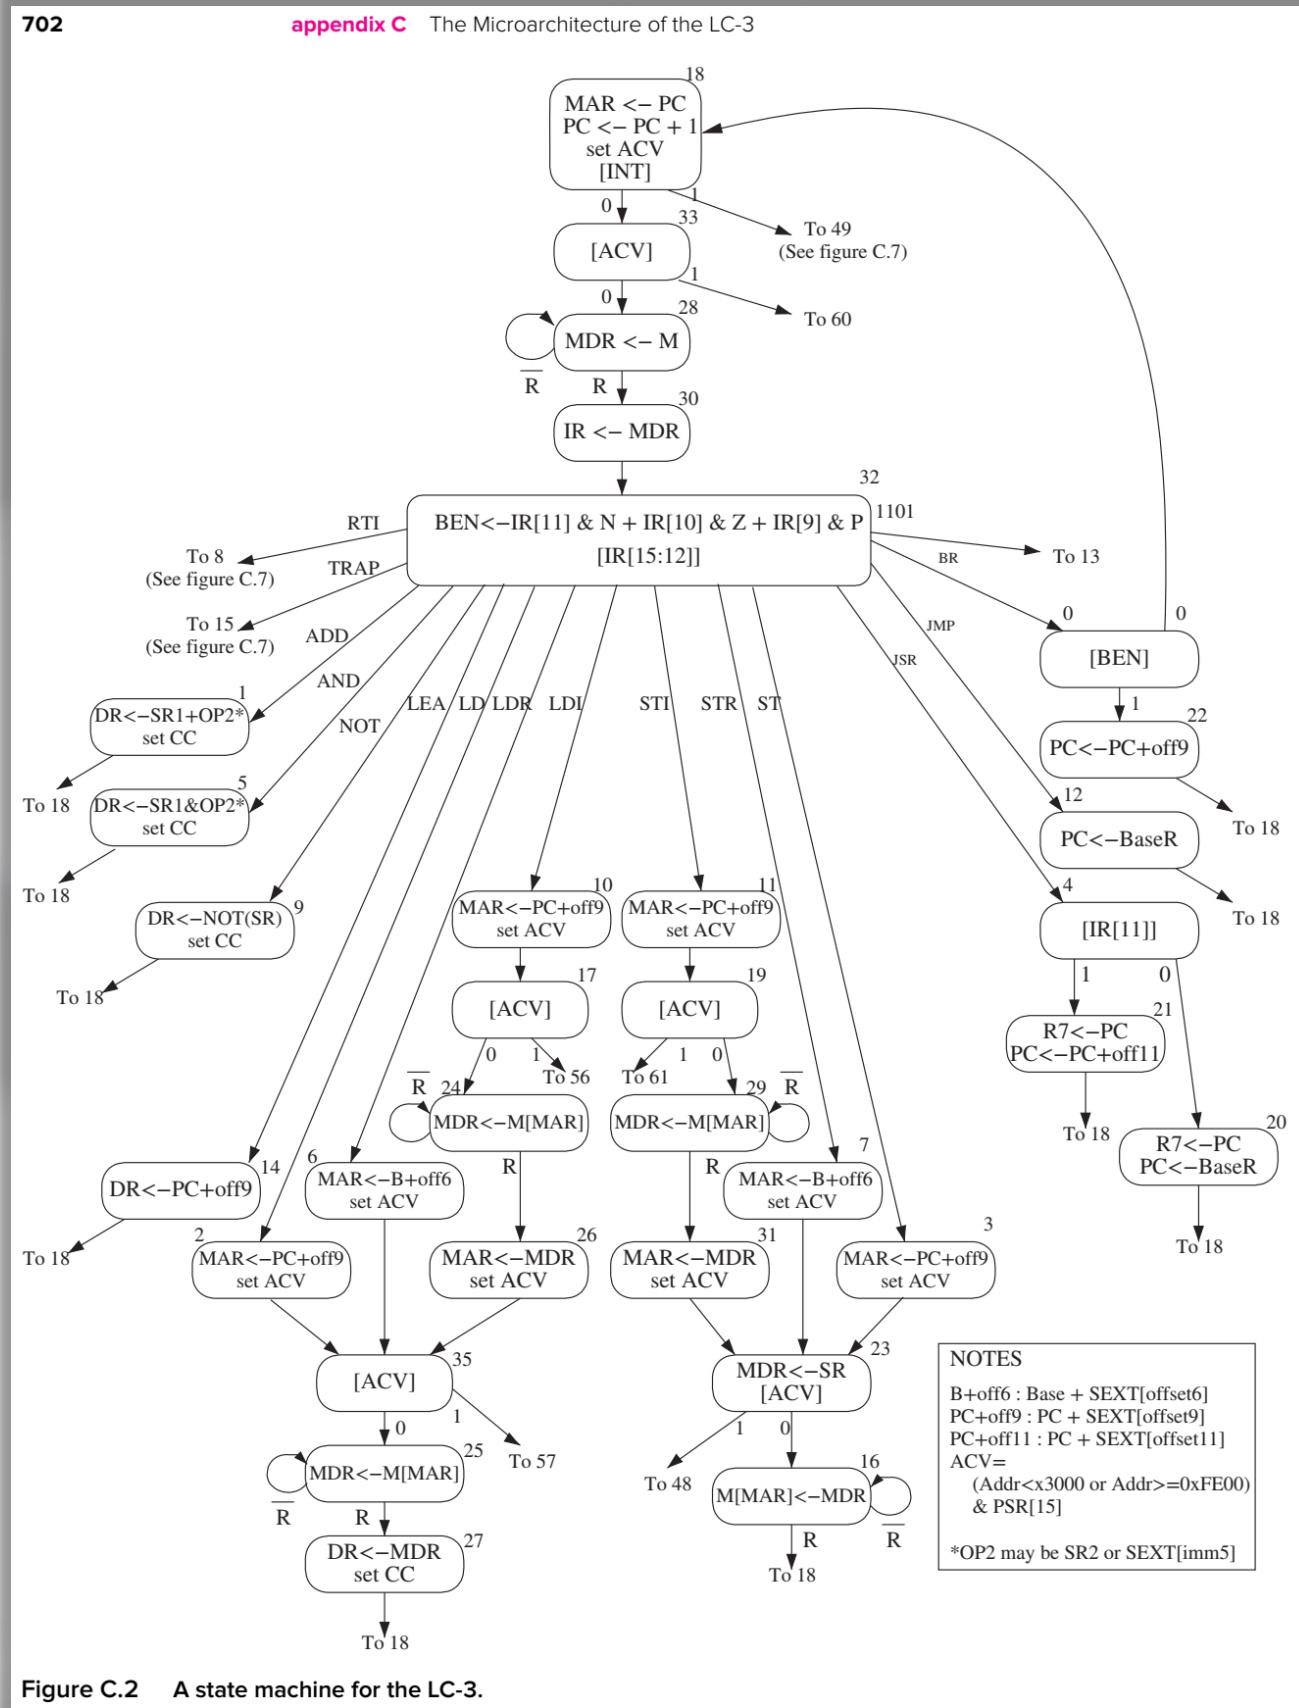 702 appendix C The Microarchitecture of the LC-3
18
MAR <– PC
PC <– PC + 1
set ACV
[INT]
0
1
33
To 49
(See figure C.7)
[ACV]
1
0
28
To 60
MDR <– M
R̅
R
30
IR <– MDR
32
BEN<–IR[11] & N + IR[10] & Z + IR[9] & P
[IR[15:12]]
1101
To 13
RTI
To 8
(See figure C.7)
TRAP
To 15
(See figure C.7)
BR
0
0
[BEN]
1
ADD
AND
NOT
LEA
LD
LDR
LDI
STI
STR
ST
JSR
JMP
1
DR<–SR1+OP2*
set CC
To 18
22
PC<–PC+off9
To 18
5
DR<–SR1&OP2*
set CC
To 18
12
PC<–BaseR
To 18
9
DR<–NOT(SR)
set CC
To 18
10
MAR<–PC+off9
set ACV
11
MAR<–PC+off9
set ACV
4
[IR[11]]
1
0
17
[ACV]
0
1
To 56
19
[ACV]
1
0
To 61
21
R7<–PC
PC<–PC+off11
To 18
R̅
24
MDR<–M[MAR]
R
29
R̅
MDR<–M[MAR]
R
20
R7<–PC
PC<–BaseR
To 18
14
DR<–PC+off9
To 18
6
MAR<–B+off6
set ACV
7
MAR<–B+off6
set ACV
2
MAR<–PC+off9
set ACV
26
MAR<–MDR
set ACV
31
MAR<–MDR
set ACV
3
MAR<–PC+off9
set ACV
35
[ACV]
0
1
To 57
23
MDR<–SR
[ACV]
1
0
To 48
25
MDR<–M[MAR]
R̅
R
16
M[MAR]<–MDR
R
R̅
To 18
27
DR<–MDR
set CC
To 18
NOTES
B+off6 : Base + SEXT[offset6]
PC+off9 : PC + SEXT[offset9]
PC+off11 : PC + SEXT[offset11]
ACV=
(Addr<x3000 or Addr>=0xFE00)
& PSR[15]
*OP2 may be SR2 or SEXT[imm5]
Figure C.2 A state machine for the LC-3.